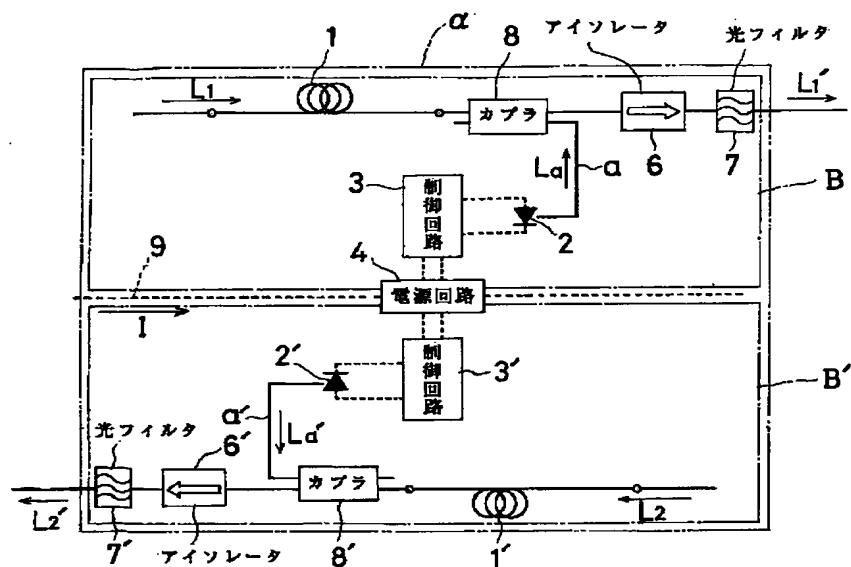 α
1
8
アイソレータ
光フィルタ
L1
カプラ
L1'
6
7
La
a
B
3
制御回路
2
9
4
電源回路
I
2'
制御回路
3'
B'
a'
La'
光フィルタ
6'
カプラ
L2'
L2
7'
アイソレータ
8'
1'